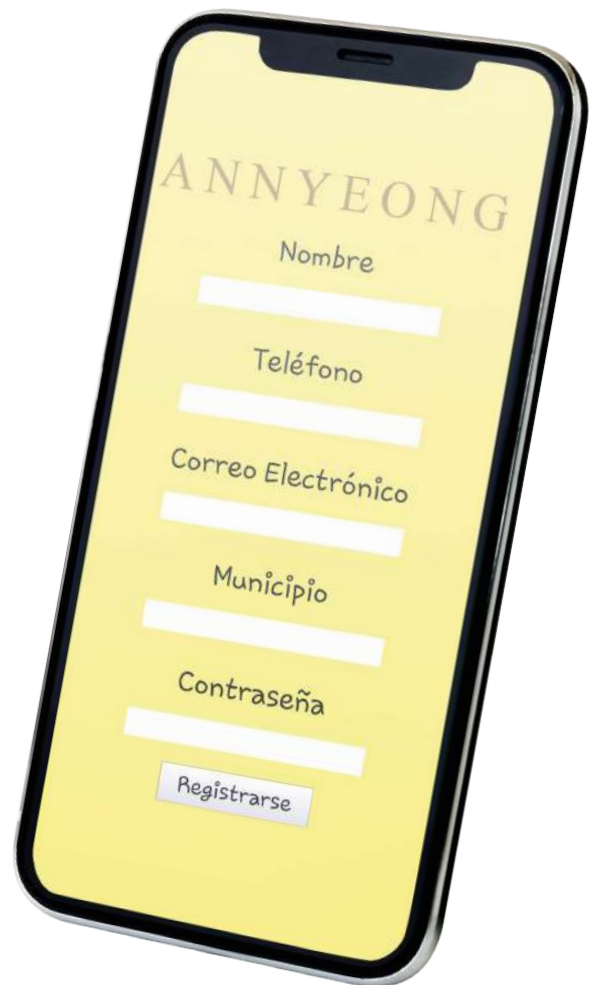 ANNYEONG
Nombre
Teléfono
Correo Electrónico
Municipio
Contraseña
Registrarse